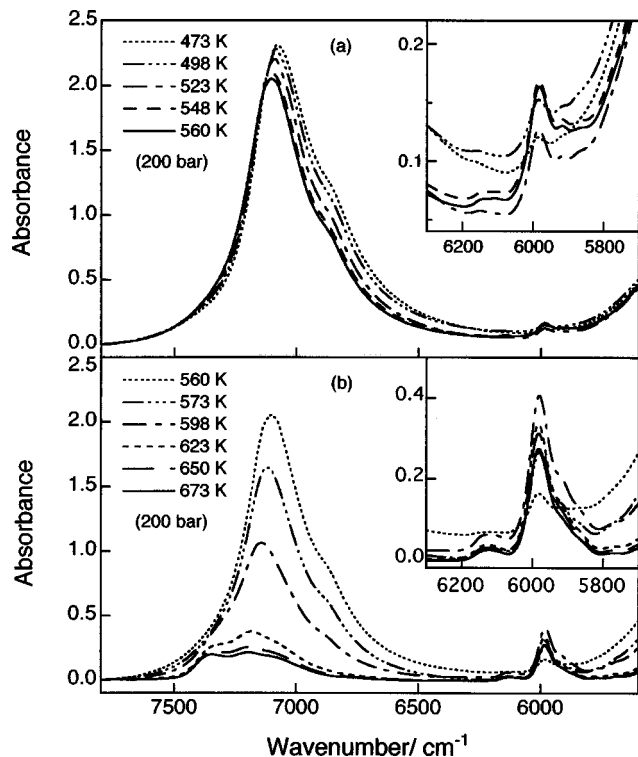 2.5
2.0
1.5
1.0
0.5
0.0
Absorbance
473 K
498 K
523 K
548 K
560 K
(200 bar)
(a)
0.2
0.1
6200 6000 5800
2.0
1.5
1.0
0.5
0.0
Absorbance
560 K
573 K
598 K
623 K
650 K
673 K
(200 bar)
(b)
0.4
0.2
0.0
6200 6000 5800
7500 7000 6500 6000
Wavenumber/ cm⁻¹